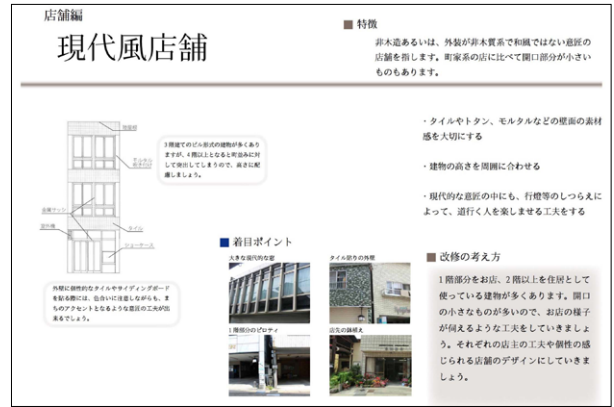 店舗編
現代風店舗
■ 特徴
非木造あるいは、外装が非木質系で和風ではない意匠の
店舗を指します。町家系の店に比べて開口部分が小さい
ものもあります。
・タイルやトタン、モルタルなどの壁面の素材
感を大切にする
・建物の高さを周囲に合わせる
・現代的な意匠の中にも、行燈等のしつらえに
よって、道行く人を楽しませる工夫をする
3階建てのビル形式の建物が多くあり
ますが、4階以上となると町並みに対
して突出してしまうので、高さに配
慮しましょう。
タイル
ショーケース
外壁に個性的なタイルやサイディングボード
を貼る際には、色合いに注意しながらも、ま
ちのアクセントとなるような意匠の工夫が出
来るでしょう。
■ 着目ポイント
大きな現代的な窓
タイル張りの外壁
1階部分のピロティ
店先の鉢植え
■ 改修の考え方
1階部分をお店、2階以上を住居として
使っている建物が多くあります。開口
の小さなものが多いので、お店の様子
が伺えるような工夫をしていきましょ
う。それぞれの店主の工夫や個性の感
じられる店舗のデザインにしていきま
しょう。